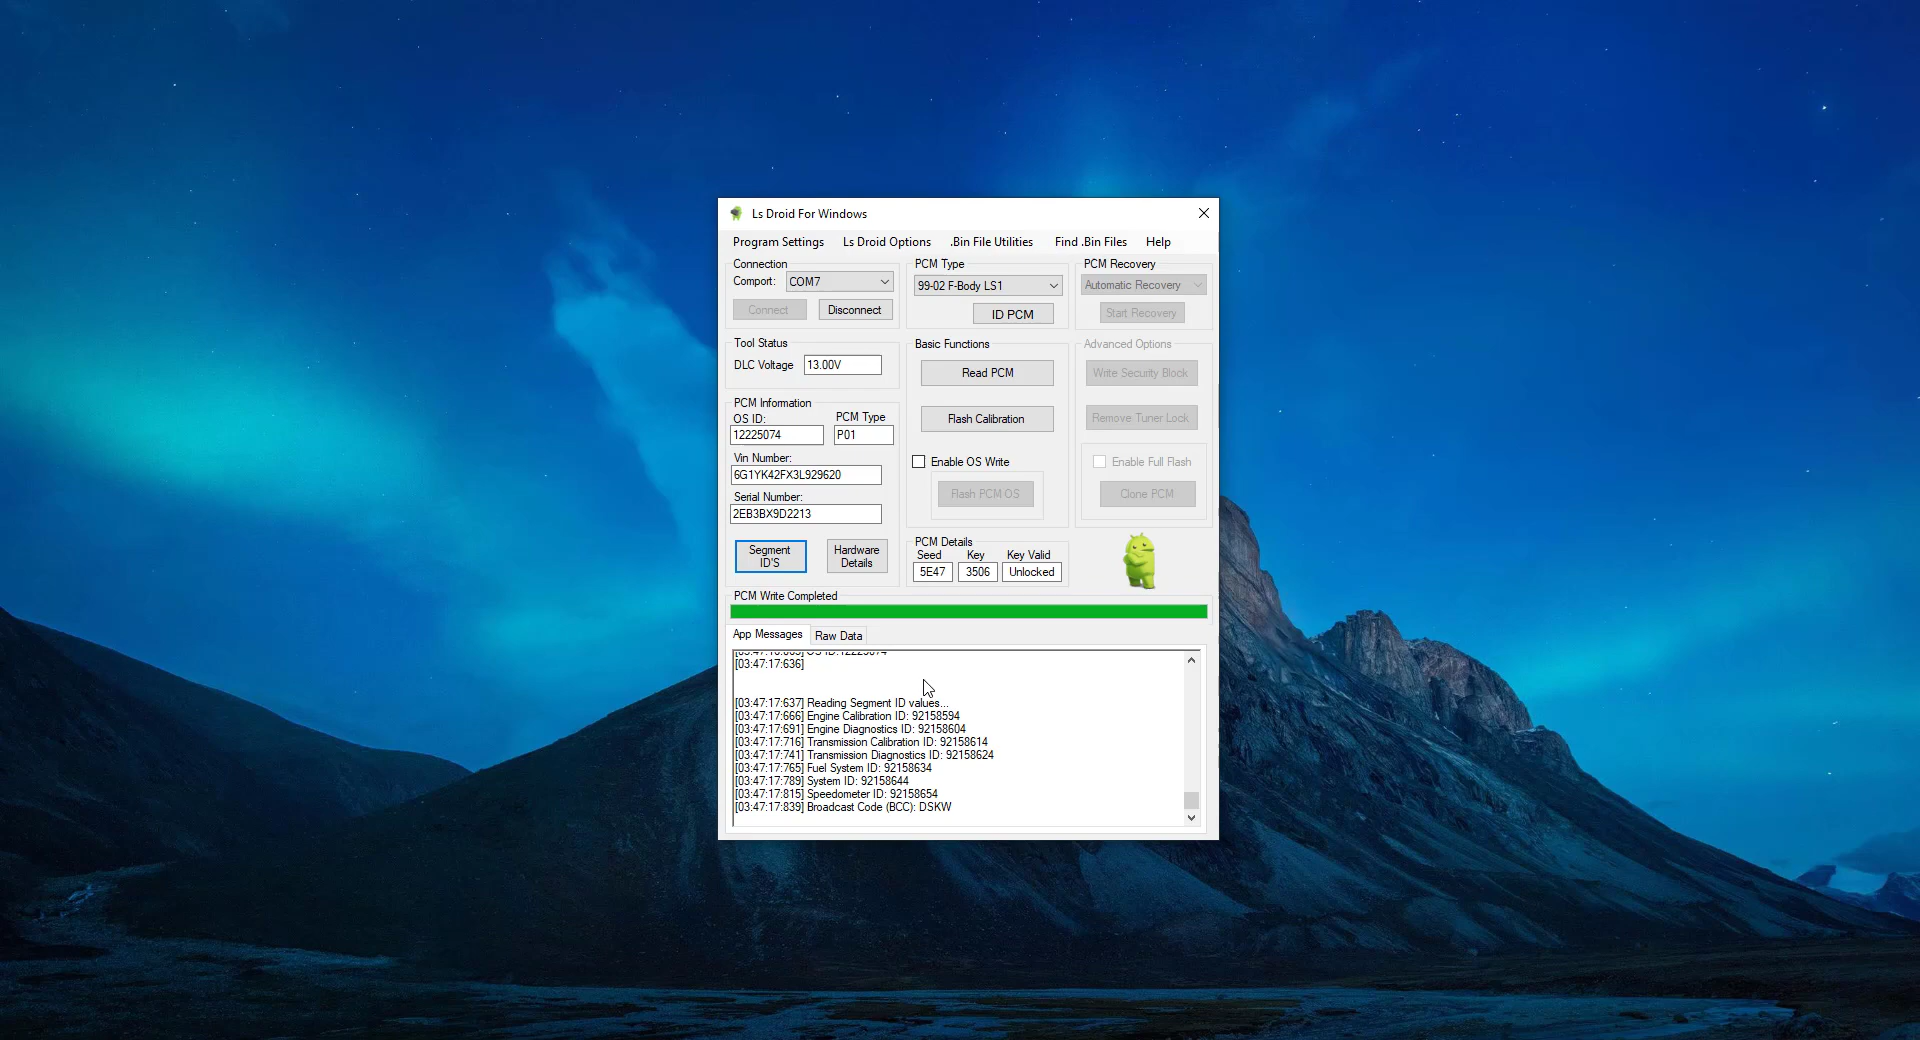 Ls Droid For Windows
Program Settings Ls Droid Options .Bin File Utilities Find .Bin Files Help
Connection
Comport: COM7
Connect Disconnect
PCM Type
99-02 F-Body LS1
ID PCM
PCM Recovery
Automatic Recovery
Start Recovery
Tool Status
DLC Voltage 13.00V
Basic Functions
Read PCM
Flash Calibration
Enable OS Write
Flash PCM OS
Advanced Options
Write Security Block
Remove Tuner Lock
Enable Full Flash
Clone PCM
PCM Information
OS ID: PCM Type
12225074 P01
Vin Number:
6G1YK42FX3L929620
Serial Number:
2EB3BX9D2213
Segment
ID'S
Hardware
Details
PCM Details
Seed Key Key Valid
5E47 3506 Unlocked
PCM Write Completed
App Messages Raw Data
OS ID:12225074
[03:47:17:636]
[03:47:17:637] Reading Segment ID values...
[03:47:17:666] Engine Calibration ID: 92158594
[03:47:17:691] Engine Diagnostics ID: 92158604
[03:47:17:716] Transmission Calibration ID: 92158614
[03:47:17:741] Transmission Diagnostics ID: 92158624
[03:47:17:765] Fuel System ID: 92158634
[03:47:17:789] System ID: 92158644
[03:47:17:815] Speedometer ID: 92158654
[03:47:17:839] Broadcast Code (BCC): DSKW